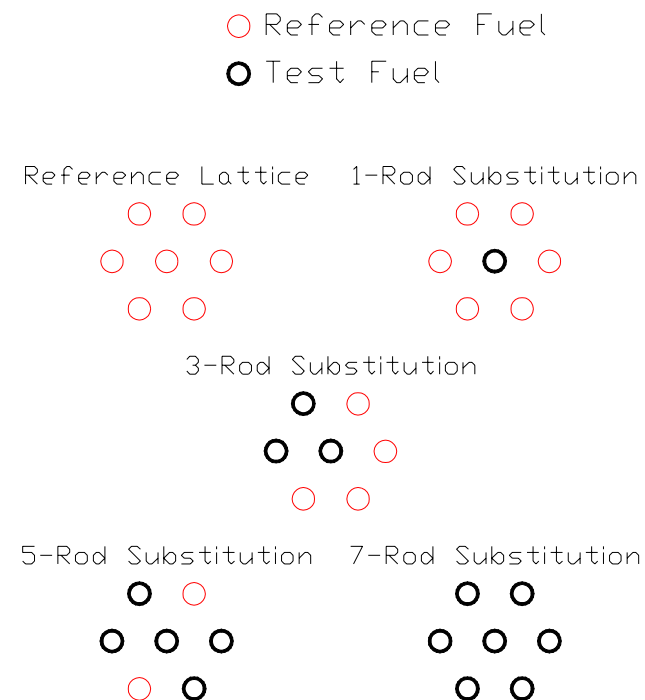 Reference Fuel
Test Fuel
Reference Lattice
1-Rod Substitution
3-Rod Substitution
5-Rod Substitution
7-Rod Substitution